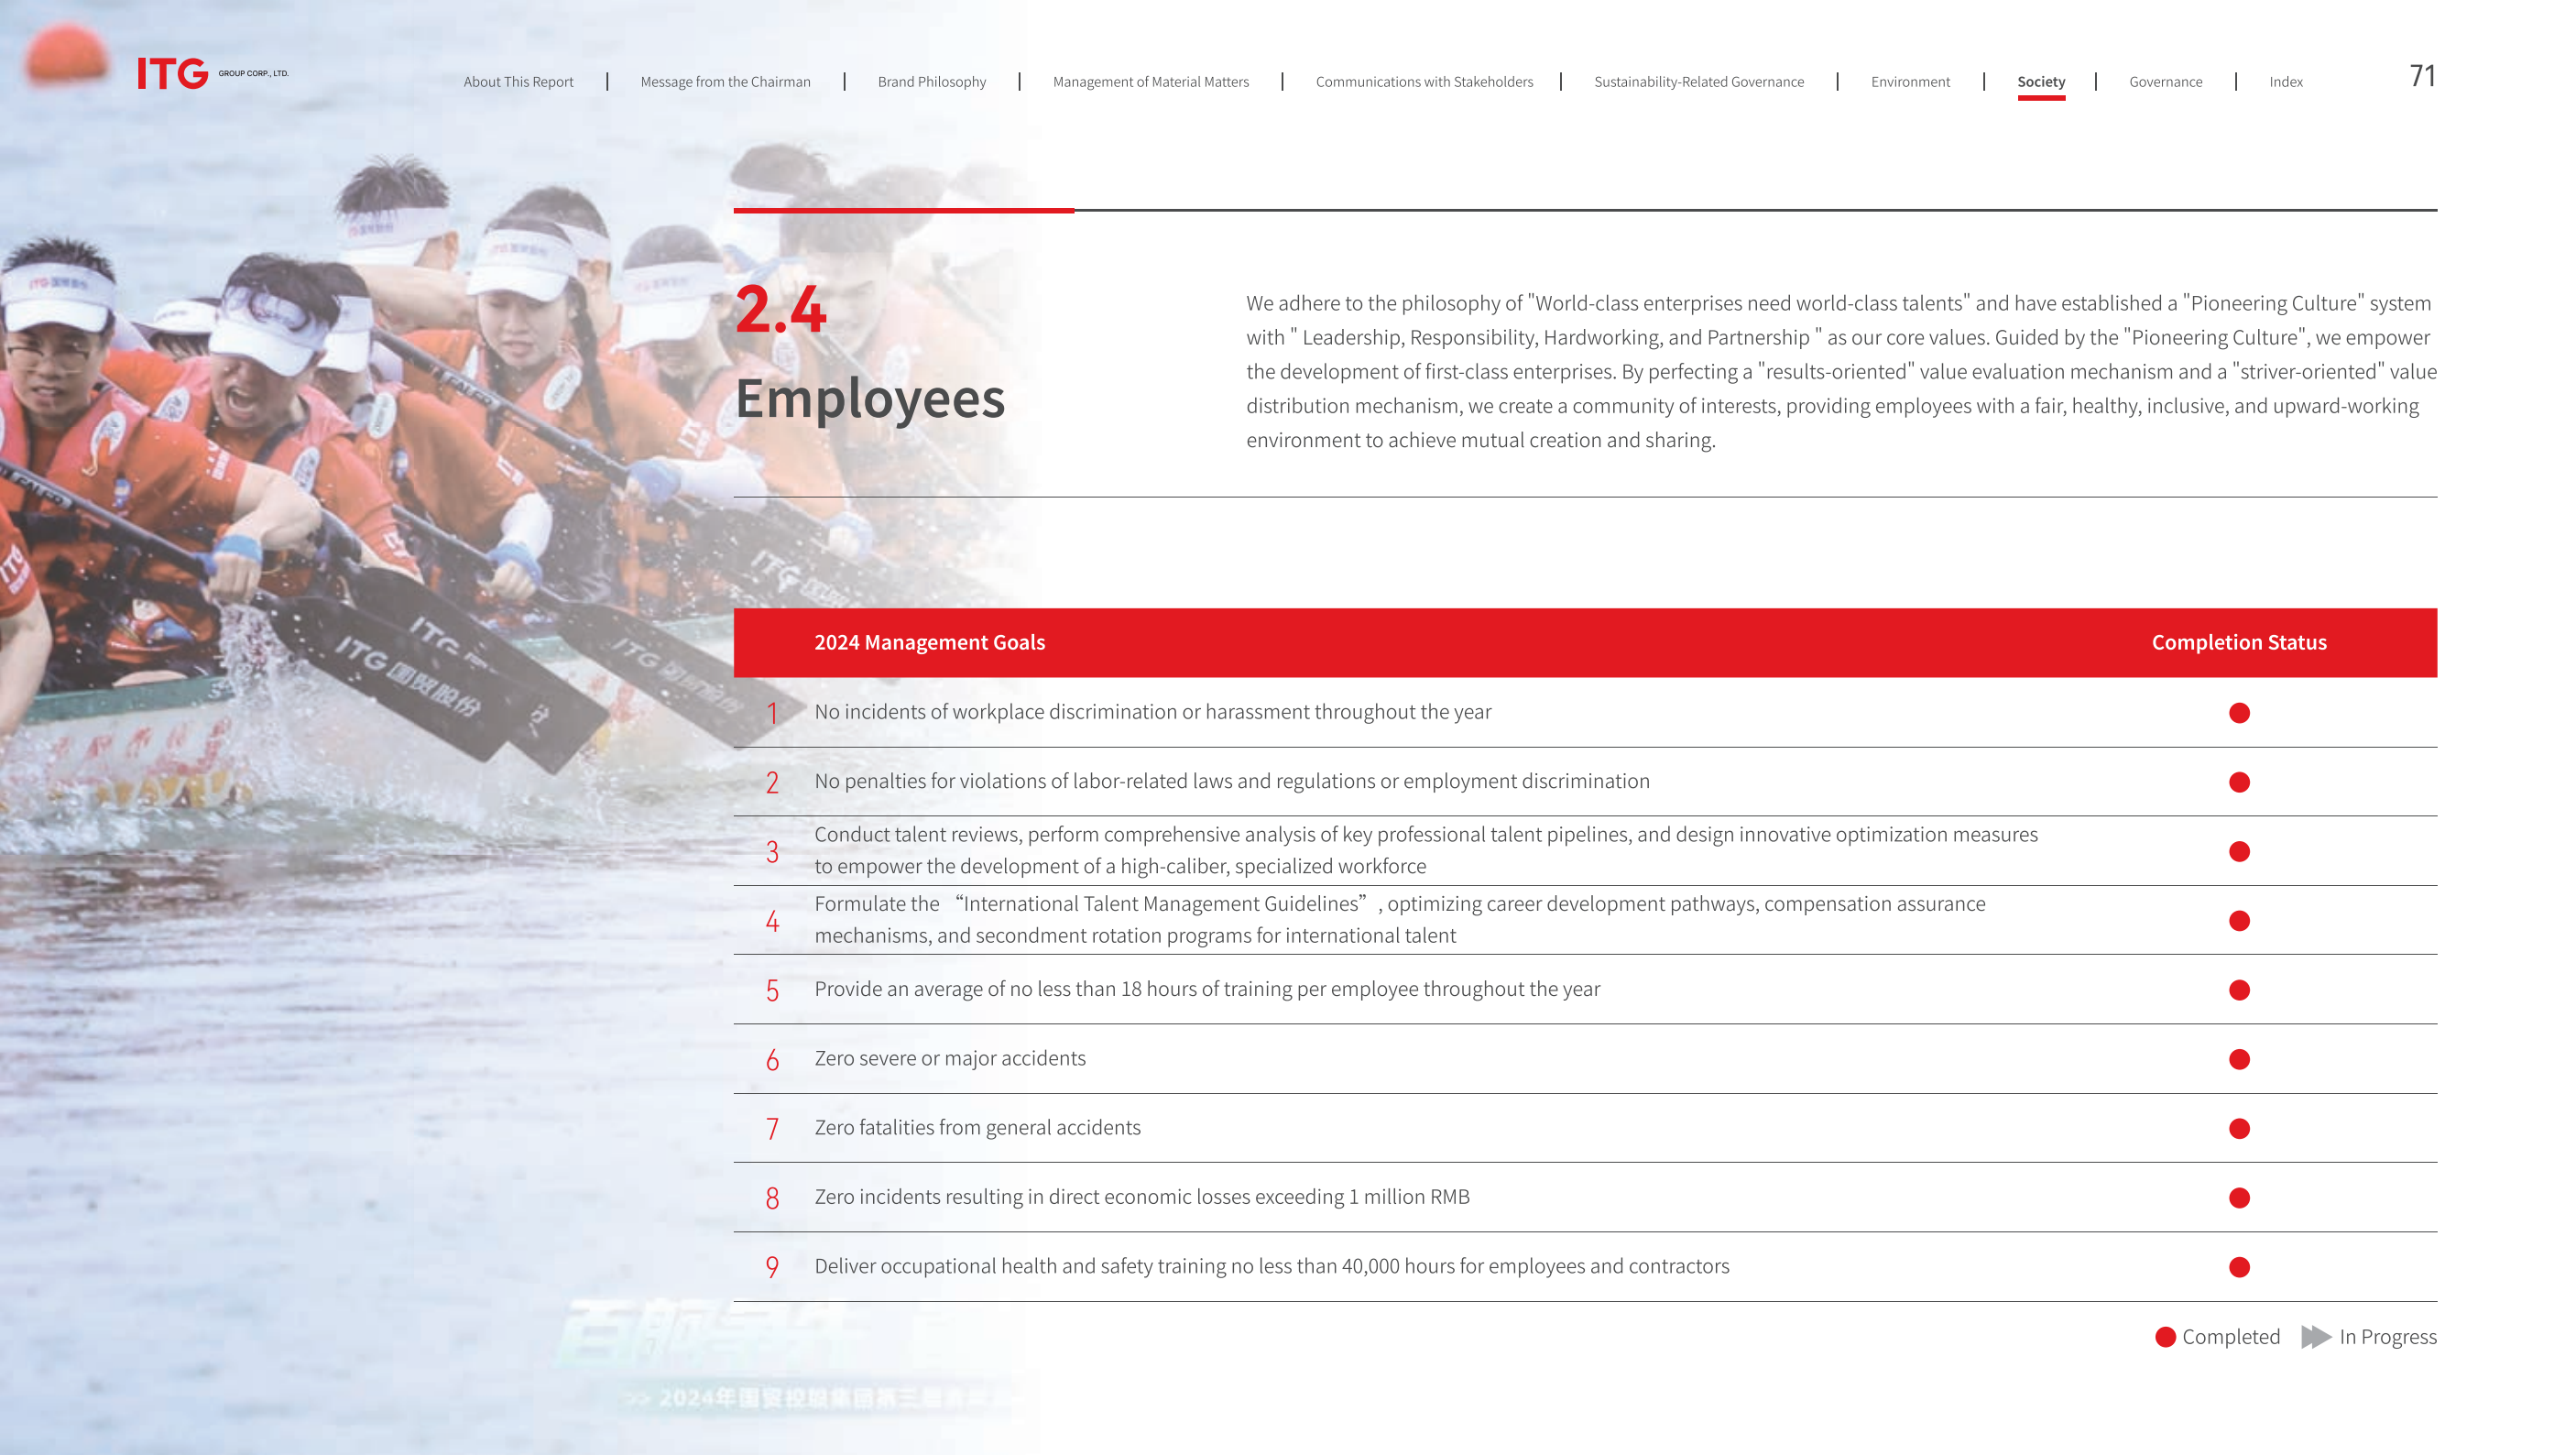 ITG GROUP CORP., LTD.
About This Report | Message from the Chairman | Brand Philosophy | Management of Material Matters | Communications with Stakeholders | Sustainability-Related Governance | Environment | Society | Governance | Index
71
2.4
Employees
We adhere to the philosophy of "World-class enterprises need world-class talents" and have established a "Pioneering Culture" system
with " Leadership, Responsibility, Hardworking, and Partnership " as our core values. Guided by the "Pioneering Culture", we empower
the development of first-class enterprises. By perfecting a "results-oriented" value evaluation mechanism and a "striver-oriented" value
distribution mechanism, we create a community of interests, providing employees with a fair, healthy, inclusive, and upward-working
environment to achieve mutual creation and sharing.
2024 Management Goals Completion Status
1 No incidents of workplace discrimination or harassment throughout the year
2 No penalties for violations of labor-related laws and regulations or employment discrimination
3 Conduct talent reviews, perform comprehensive analysis of key professional talent pipelines, and design innovative optimization measures
to empower the development of a high-caliber, specialized workforce
4 Formulate the “International Talent Management Guidelines”, optimizing career development pathways, compensation assurance
mechanisms, and secondment rotation programs for international talent
5 Provide an average of no less than 18 hours of training per employee throughout the year
6 Zero severe or major accidents
7 Zero fatalities from general accidents
8 Zero incidents resulting in direct economic losses exceeding 1 million RMB
9 Deliver occupational health and safety training no less than 40,000 hours for employees and contractors
Completed In Progress
ITG 国贸股份
ITG
ITG 国贸股份
ITG